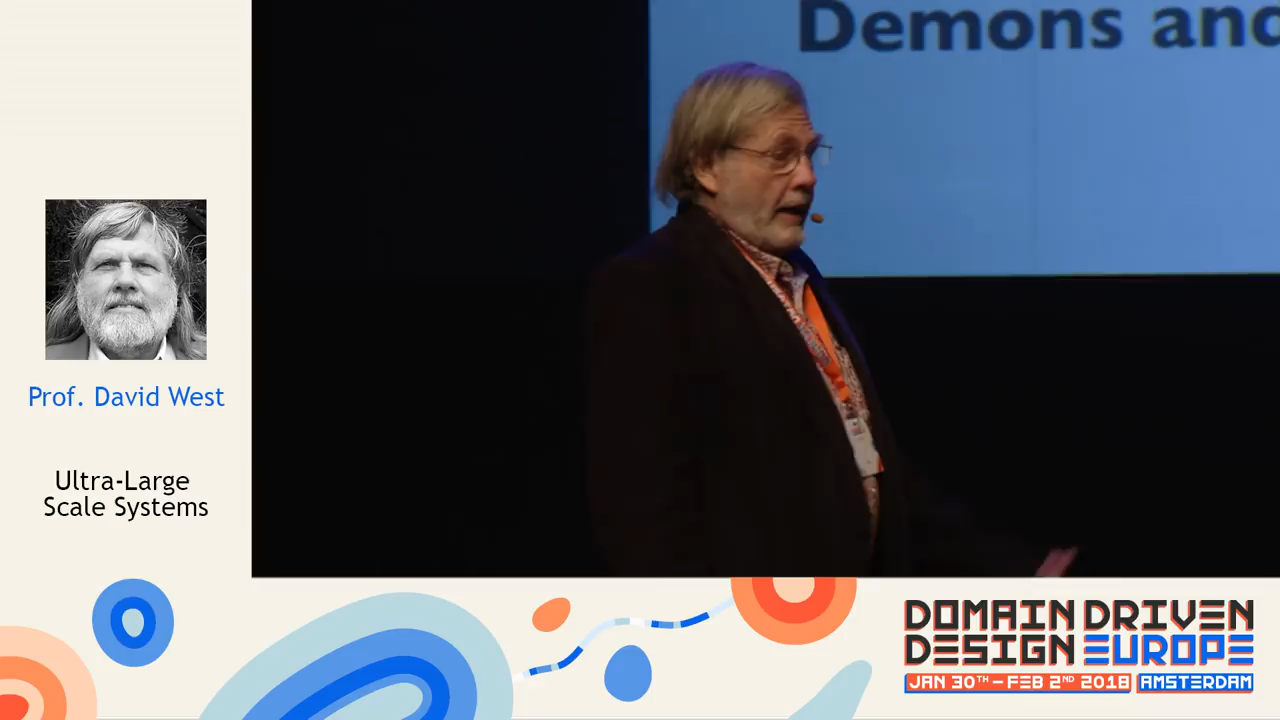 Demons and
Prof. David West
Ultra-Large
Scale Systems
DOMAIN DRIVEN
DESIGN EUROPE
JAN 30TH - FEB 2ND 2018 AMSTERDAM